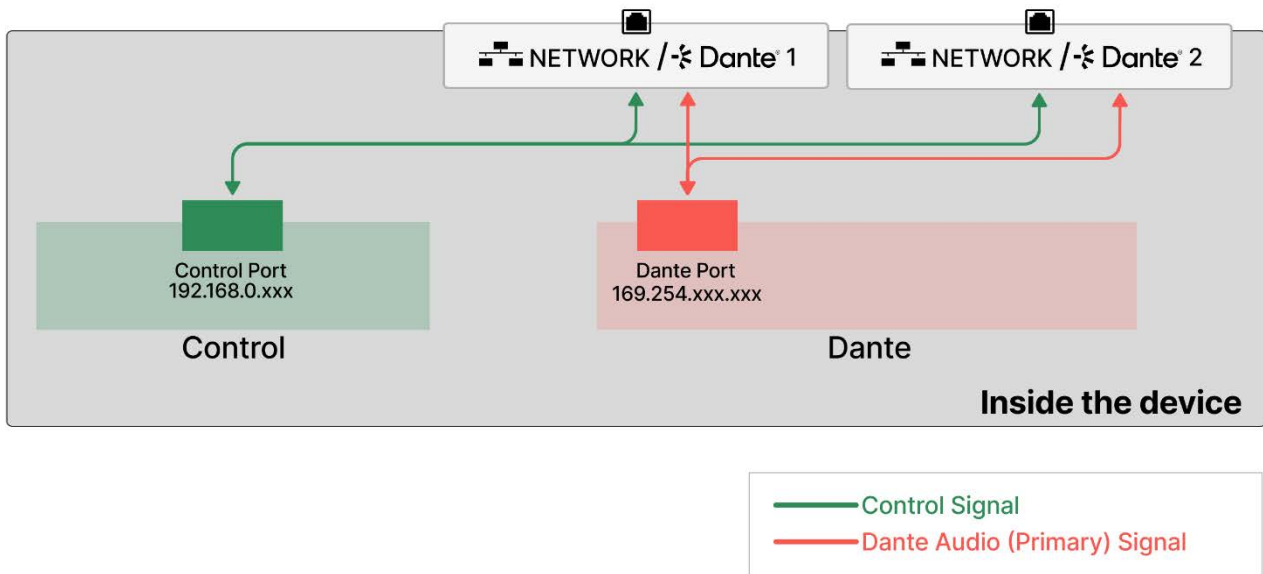 NETWORK / Dante® 1
NETWORK / Dante® 2
Control Port
192.168.0.xxx
Dante Port
169.254.xxx.xxx
Control
Dante
Inside the device
Control Signal
Dante Audio (Primary) Signal